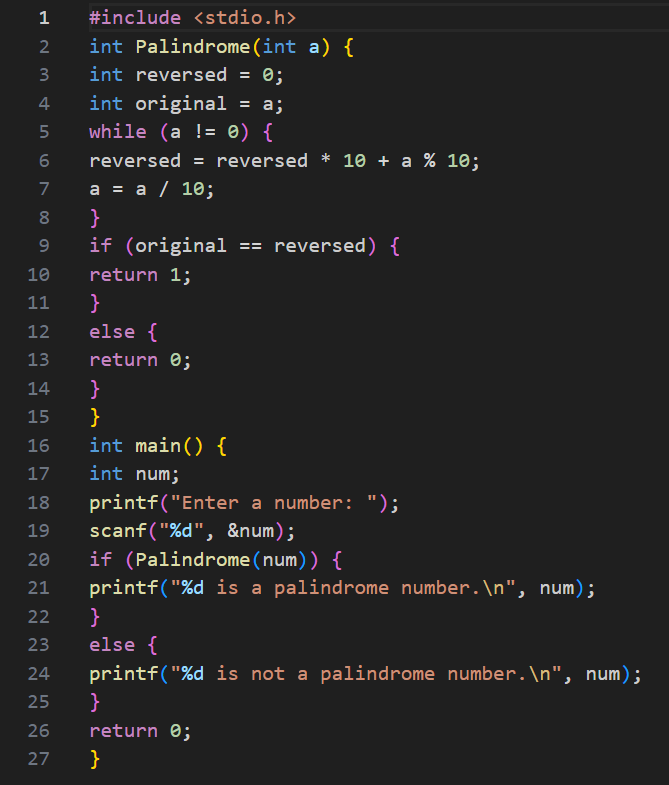 1 #include <stdio.h>
2 int Palindrome(int a) {
3 int reversed = 0;
4 int original = a;
5 while (a != 0) {
6 reversed = reversed * 10 + a % 10;
7 a = a / 10;
8 }
9 if (original == reversed) {
10 return 1;
11 }
12 else {
13 return 0;
14 }
15 }
16 int main() {
17 int num;
18 printf("Enter a number: ");
19 scanf("%d", &num);
20 if (Palindrome(num)) {
21 printf("%d is a palindrome number.\n", num);
22 }
23 else {
24 printf("%d is not a palindrome number.\n", num);
25 }
26 return 0;
27 }